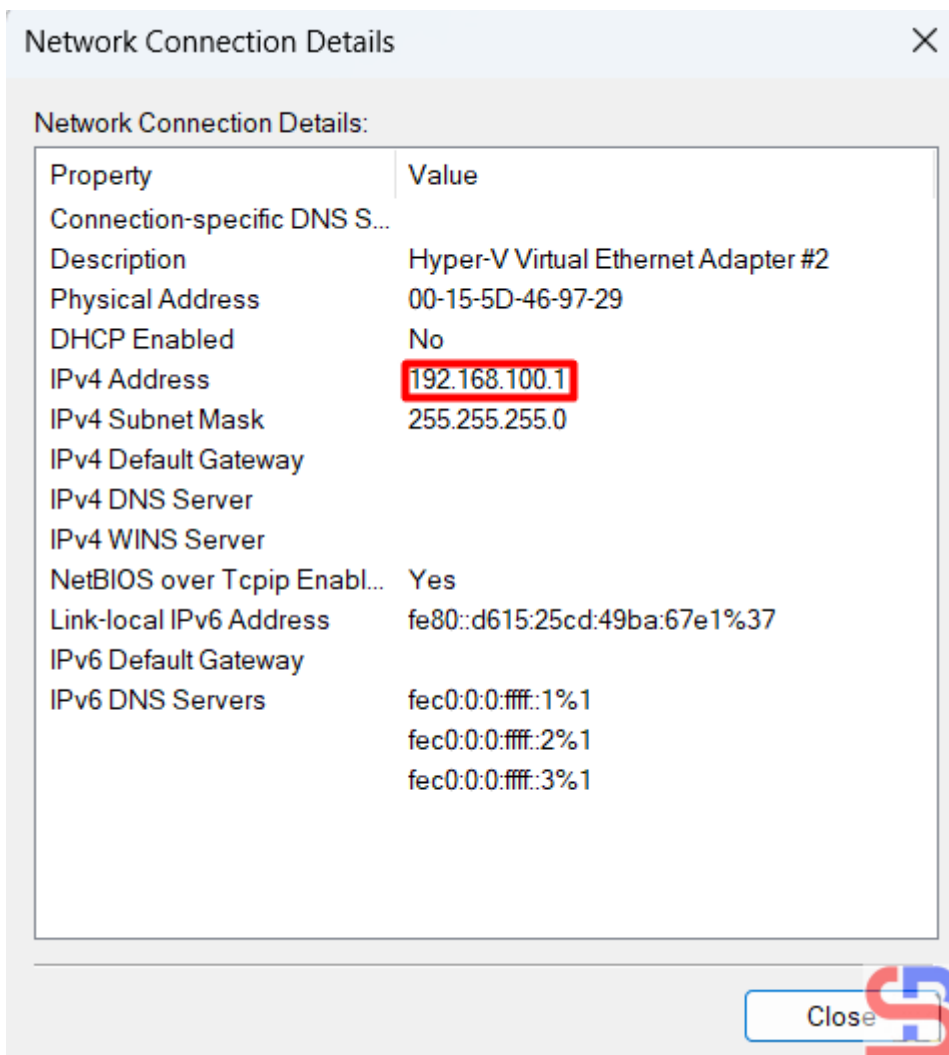 Network Connection Details
Network Connection Details:
Property Value
Connection-specific DNS S...
Description Hyper-V Virtual Ethernet Adapter #2
Physical Address 00-15-5D-46-97-29
DHCP Enabled No
IPv4 Address 192.168.100.1
IPv4 Subnet Mask 255.255.255.0
IPv4 Default Gateway
IPv4 DNS Server
IPv4 WINS Server
NetBIOS over Tcpip Enabl... Yes
Link-local IPv6 Address fe80::d615:25cd:49ba:67e1%37
IPv6 Default Gateway
IPv6 DNS Servers fec0:0:0:ffff::1%1
fec0:0:0:ffff::2%1
fec0:0:0:ffff::3%1
Close